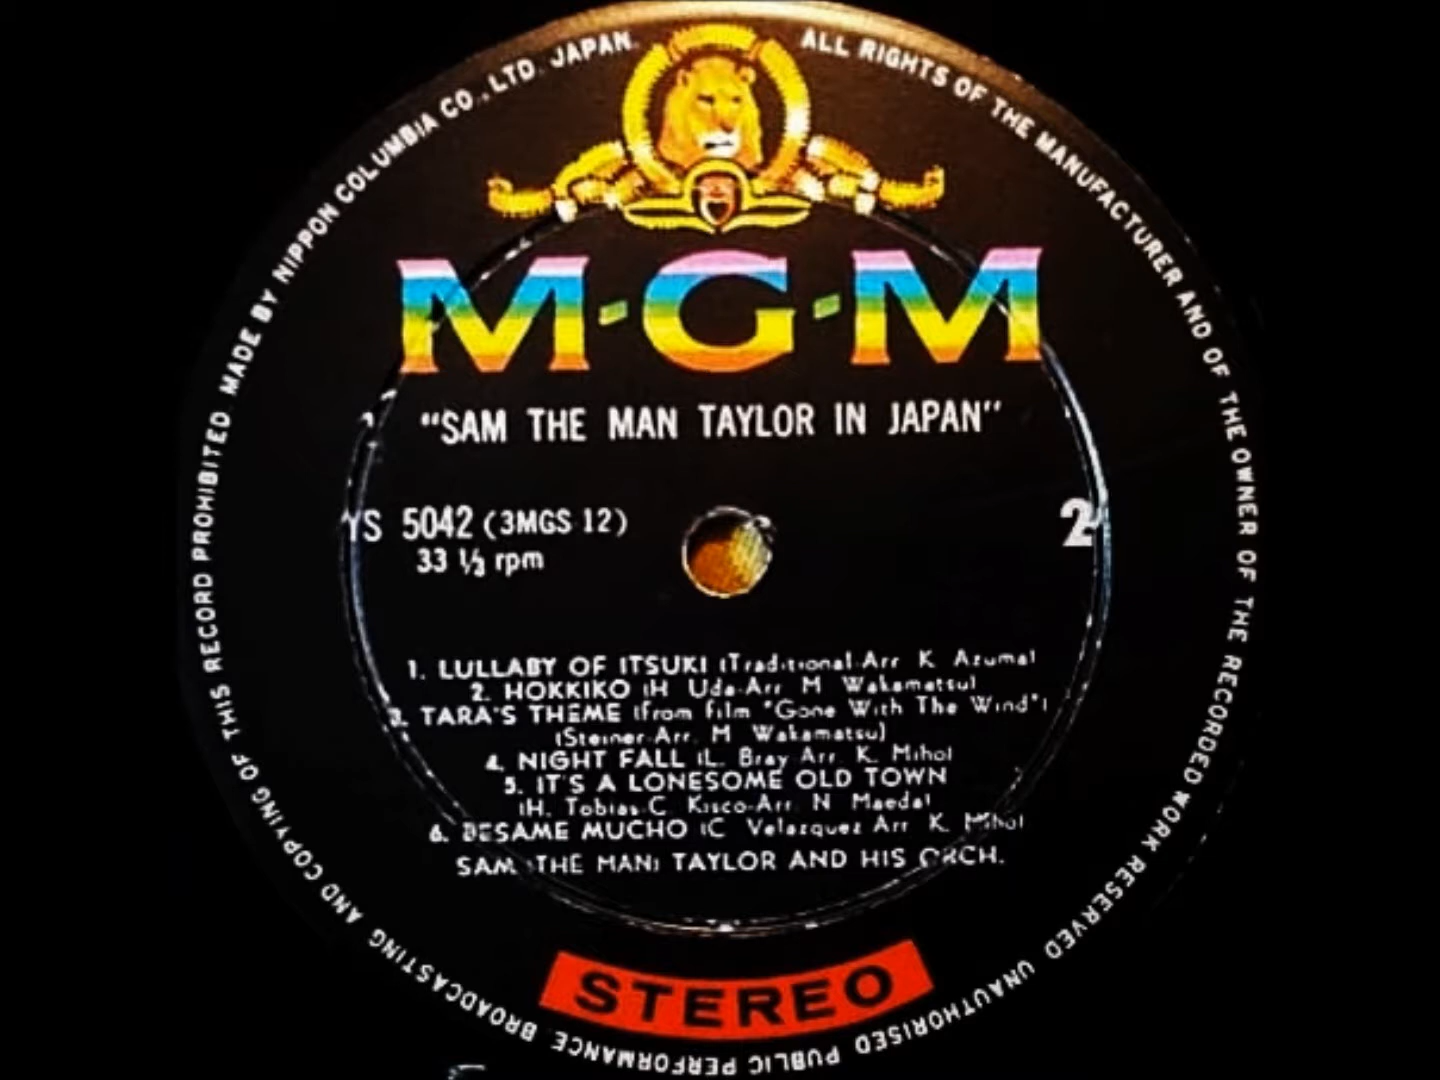 ALL RIGHTS OF THE MANUFACTURER AND OF THE OWNER OF THE RECORDED WORK RESERVED UNAUTHORISED PUBLIC PERFORMANCE BROADCASTING AND COPYING OF THIS RECORD PROHIBITED MADE BY NIPPON COLUMBIA CO., LTD. JAPAN.
M-G-M
"SAM THE MAN TAYLOR IN JAPAN"
YS 5042 (3MGS 12)
2
33 1/3 rpm
1. LULLABY OF ITSUKI (Traditional-Arr K Azuma)
2. HOKKIKO (H Uda-Arr M Wakamatsu)
3. TARA'S THEME (from film "Gone With The Wind")
(Steiner-Arr. M Wakamatsu)
4. NIGHT FALL (L. Bray-Arr. K. Mihol
5. IT'S A LONESOME OLD TOWN
(H. Tobias-C. Kisco-Arr. N Maeda)
6. BESAME MUCHO (C Velazquez Arr K. Mihol
SAM (THE MAN) TAYLOR AND HIS ORCH.
STEREO